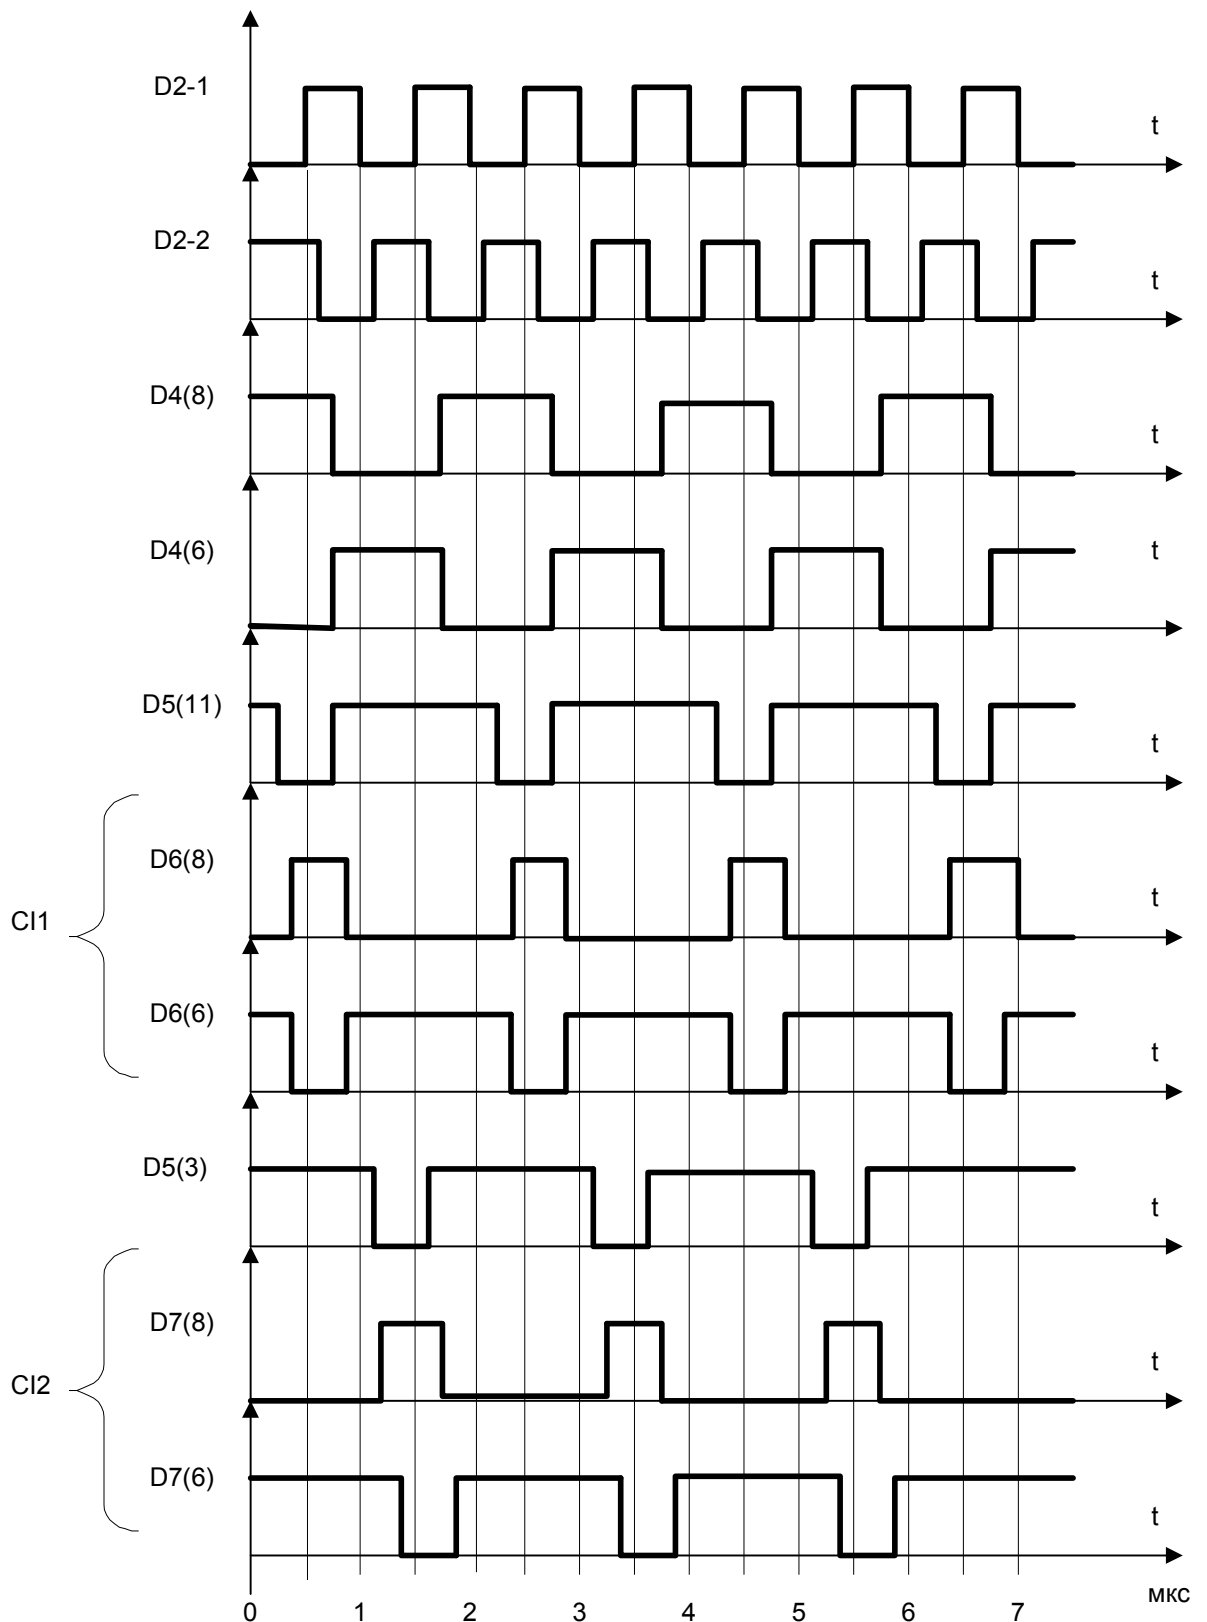 D2-1
t
D2-2
t
D4(8)
t
D4(6)
t
D5(11)
t
D6(8)
t
CI1
D6(6)
t
D5(3)
t
D7(8)
t
CI2
D7(6)
t
мкс
0 1 2 3 4 5 6 7